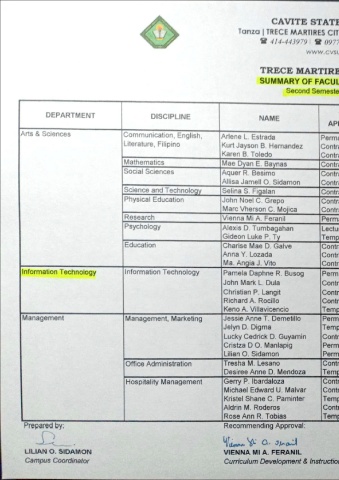 CAVITE STATE
Tanza | TRECE MARTIRES CIT
☎ 414-443979 : ☎ 097
www.cvsu
TRECE MARTIRE
SUMMARY OF FACUL
Second Semeste
DEPARTMENT DISCIPLINE NAME AP
Arts & Sciences Communication, English, Arlene L. Estrada Perma
Literature, Filipino Kurt Jayson B. Hernandez Contr
Karen B. Toledo Contr
Mathematics Mae Dyan E. Baynas Contr
Social Sciences Aquer R. Besimo Contr
Allisa Jamell O. Sidamon Contr
Science and Technology Selina S. Figalan Contr
Physical Education John Noel C. Grepo Contr
Marc Vherson C. Mojica Contr
Research Vienna Mi A. Feranil Perm
Psychology Alexis D. Tumbagahan Lectu
Gideon Luke P. Ty Temp
Education Charise Mae D. Galve Contr
Anna Y. Lozada Contr
Ma. Angia J. Vito Contr
Information Technology Information Technology Pamela Daphne R. Busog Perm
John Mark L. Dula Contr
Christian P. Langit Contr
Richard A. Rocillo Contr
Keno A. Villavicencio Temp
Management Management, Marketing Jessie Anne T. Demetillo Perm
Jalyn D. Digma Temp
Lucky Cedrick D. Guyamin Contr
Cristza D O. Manlapig Perm
Lilian O. Sidamon Perm
Office Administration Tresha M. Lesano Contr
Desiree Anne D. Mendoza Temp
Hospitality Management Gerry P. Ibardaloza Contr
Michael Edward U. Malvar Contr
Kristel Shane C. Paminter Temp
Aldrin M. Roderos Contr
Rose Ann R. Tobias Temp
Prepared by: Recommending Approval:
LILIAN O. SIDAMON VIENNA MI A. FERANIL
Campus Coordinator Curriculum Development & Instruction